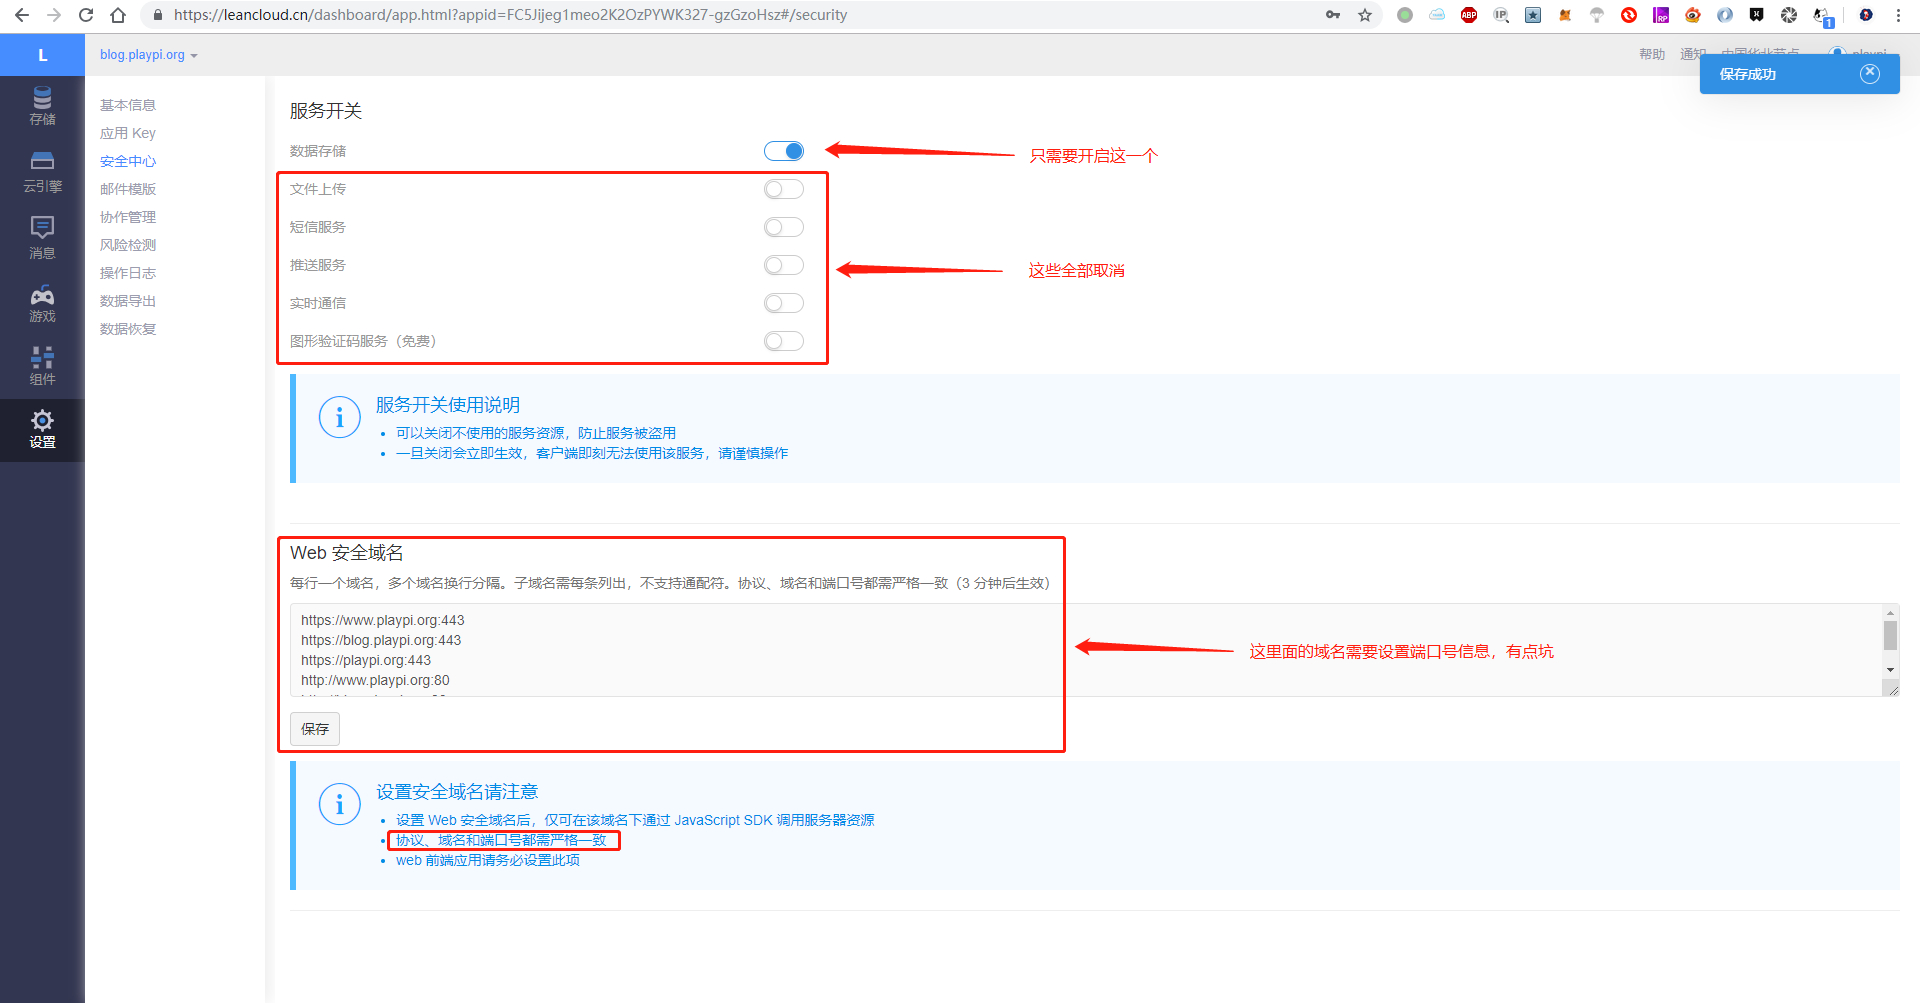 https://leancloud.cn/dashboard/app.html?appid=FC5Jijeg1meo2K2OzPYWK327-gzGzoHsz#/security
ABP
IP
RP
1
L
blog.playpi.org
帮助
通知
中国华北节点
playpi
保存成功
存储
云引擎
消息
游戏
组件
设置
基本信息
应用 Key
安全中心
邮件模版
协作管理
风险检测
操作日志
数据导出
数据恢复
服务开关
数据存储
只需要开启这一个
文件上传
短信服务
推送服务
这些全部取消
实时通信
图形验证码服务（免费）
服务开关使用说明
可以关闭不使用的服务资源，防止服务被盗用
一旦关闭会立即生效，客户端即刻无法使用该服务，请谨慎操作
Web 安全域名
每行一个域名，多个域名换行分隔。子域名需每条列出，不支持通配符。协议、域名和端口号都需严格一致（3 分钟后生效）
https://www.playpi.org:443
https://blog.playpi.org:443
https://playpi.org:443
http://www.playpi.org:80
这里面的域名需要设置端口号信息，有点坑
保存
设置安全域名请注意
设置 Web 安全域名后，仅可在该域名下通过 JavaScript SDK 调用服务器资源
协议、域名和端口号都需严格一致
web 前端应用请务必设置此项